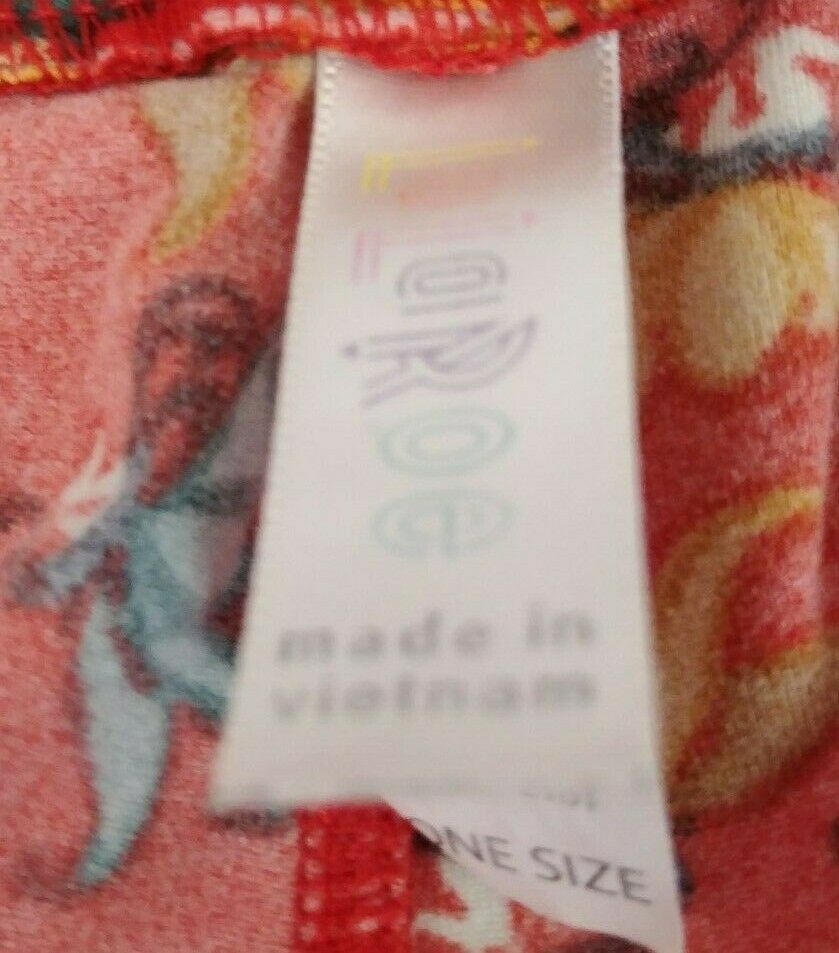 LuLaRoe
made in
vietnam
ONE SIZE